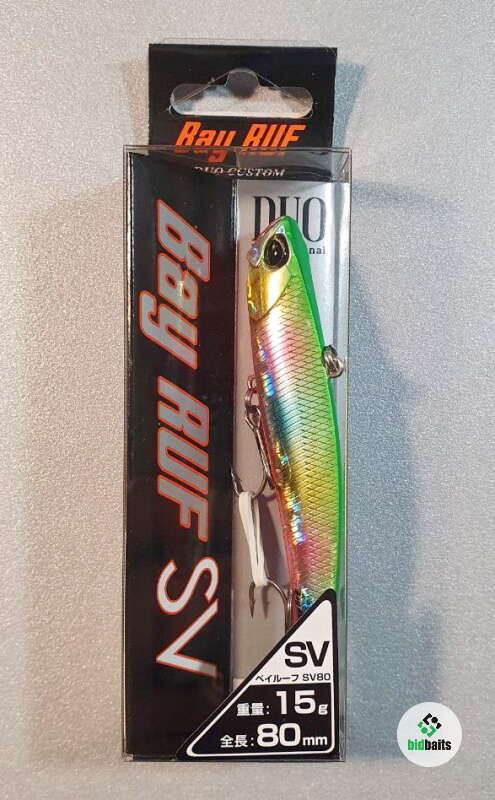 Bay RUF
DUO CUSTOM
DUO
nal
Bay RUF SV
SV
ベイルーフ SV80
重量: 15g
全長: 80mm
bidbaits